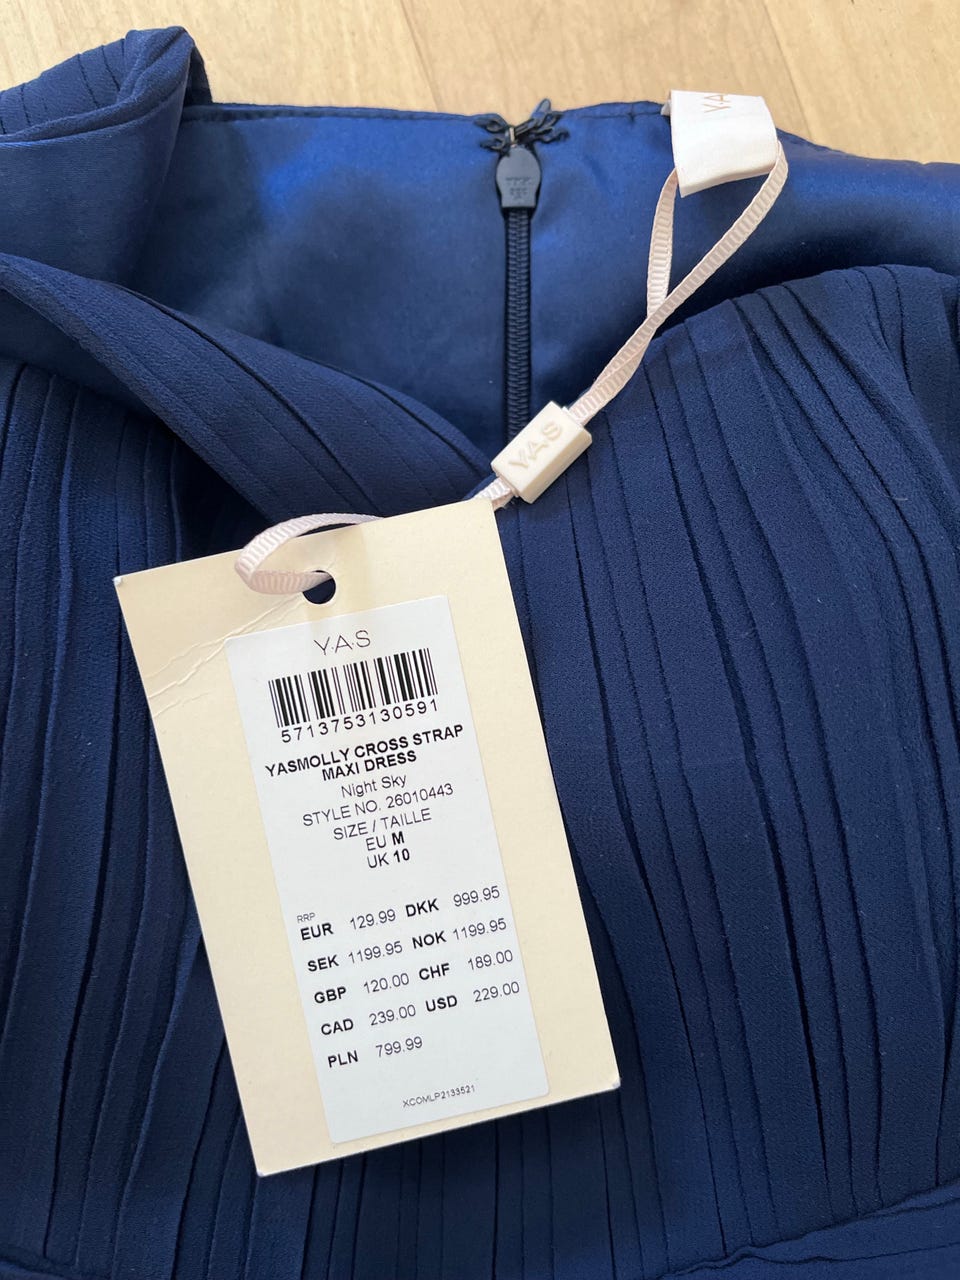 Y.A
Y.A.S
Y.A.S
5713753130591
YASMOLLY CROSS STRAP
MAXI DRESS
Night Sky
STYLE NO. 26010443
SIZE / TAILLE
EU M
UK 10
RRP
EUR 129.99 DKK 999.95
SEK 1199.95 NOK 1199.95
GBP 120.00 CHF 189.00
CAD 239.00 USD 229.00
PLN 799.99
XCOMLP2133521